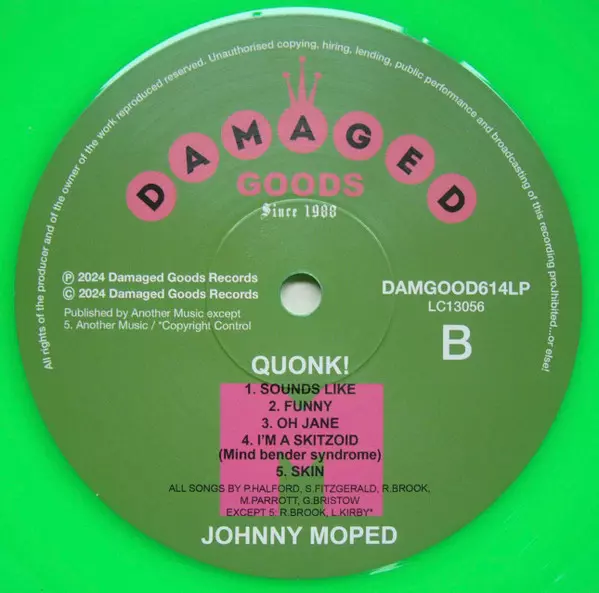 All rights of the producer and of the owner of the work reproduced reserved. Unauthorised copying, hiring, lending, public performance and broadcasting of this recording proJhibited...or else!
DAMAGED
GOODS
Since 1988
℗ 2024 Damaged Goods Records
© 2024 Damaged Goods Records
Published by Another Music except
5. Another Music / *Copyright Control
DAMGOOD614LP
LC13056
B
QUONK!
1. SOUNDS LIKE
2. FUNNY
3. OH JANE
4. I'M A SKITZOID
(Mind bender syndrome)
5. SKIN
ALL SONGS BY P.HALFORD, S.FITZGERALD, R.BROOK,
M.PARROTT, G.BRISTOW
EXCEPT 5: R.BROOK, L.KIRBY*
JOHNNY MOPED